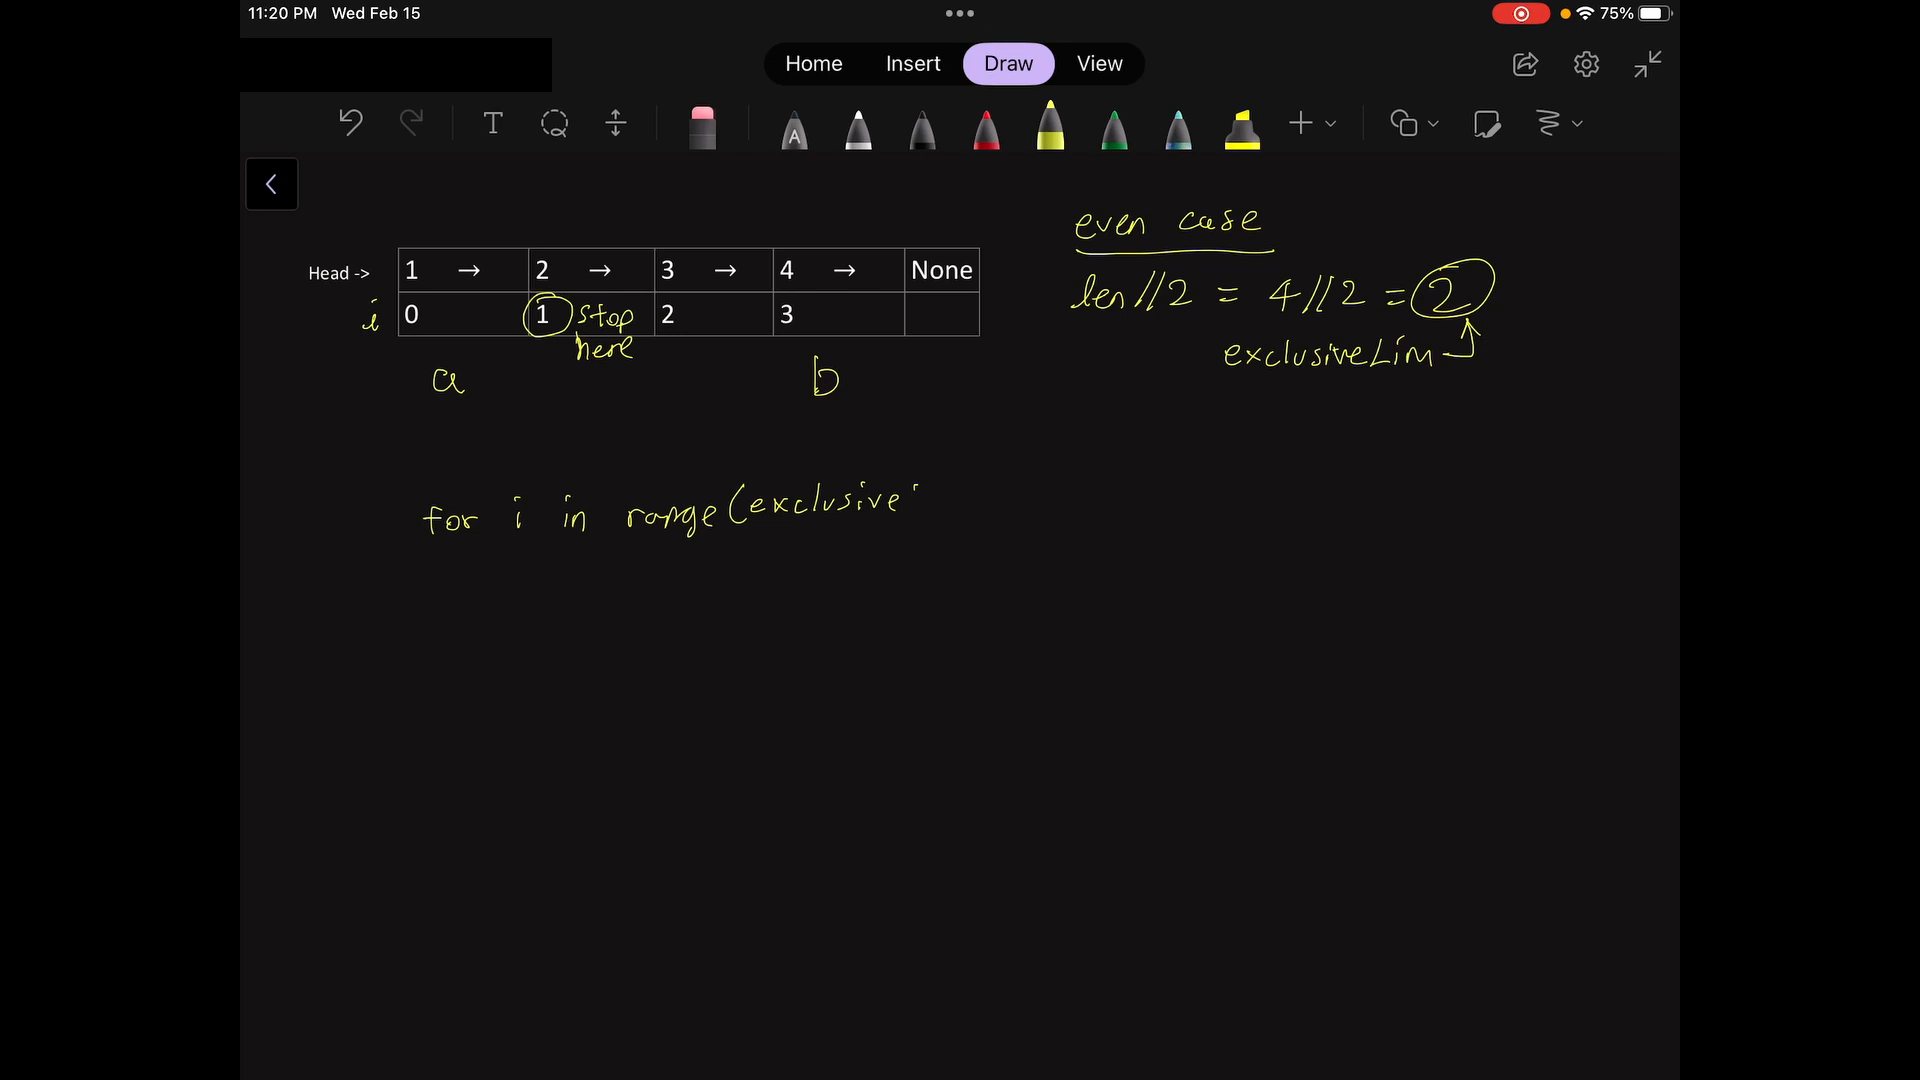 11:20 PM Wed Feb 15
75%
Home Insert Draw View
T
A
even case
Head -> 1 → 2 → 3 → 4 → None
len//2 = 4//2 = 2
i 0 1 stop 2 3
here
exclusiveLim
a b
for i in range(exclusive